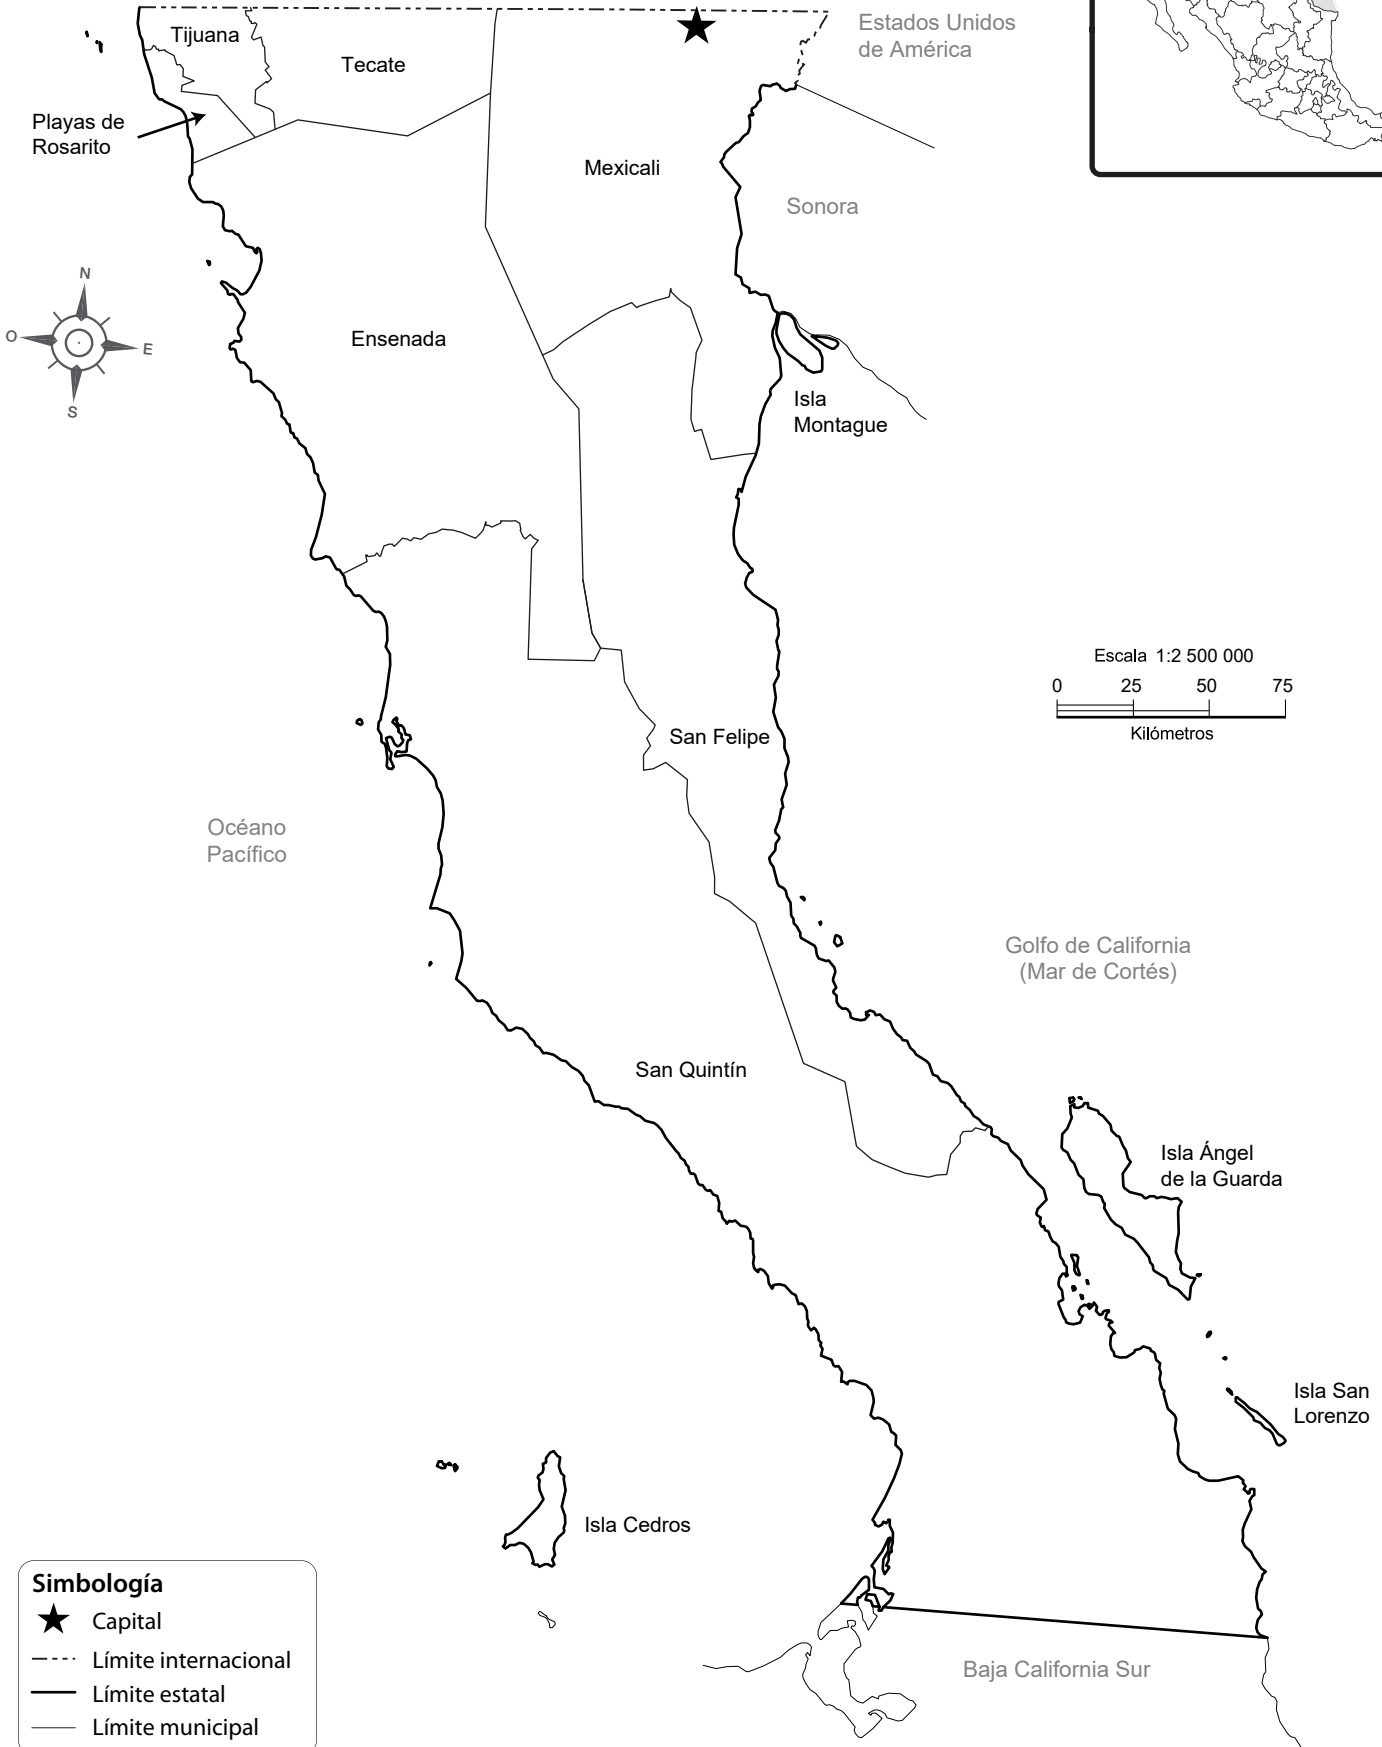 Estados Unidos
de América
Tijuana
Tecate
Playas de
Rosarito
Mexicali
Sonora
N
O
E
S
Ensenada
Isla
Montague
Escala 1:2 500 000
0 25 50 75
Kilómetros
San Felipe
Océano
Pacífico
Golfo de California
(Mar de Cortés)
San Quintín
Isla Ángel
de la Guarda
Isla San
Lorenzo
Isla Cedros
Simbología
Capital
Límite internacional
Límite estatal
Límite municipal
Baja California Sur